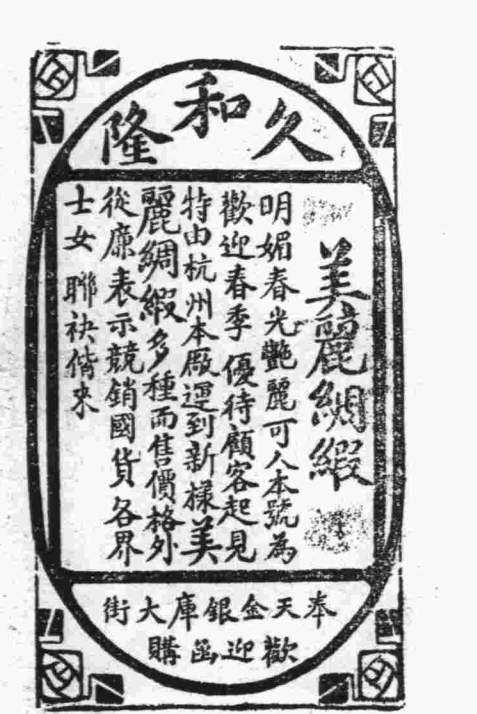 久和隆
美麗綢緞
明媚春光艷麗可人本號為
歡迎春季優待顧客起見
特由杭州本廠運到新樣美
麗綢緞多種而售價格外
從廉表示競銷國貨各界
士女 聯袂偕來
奉天金銀庫大街
歡迎函購